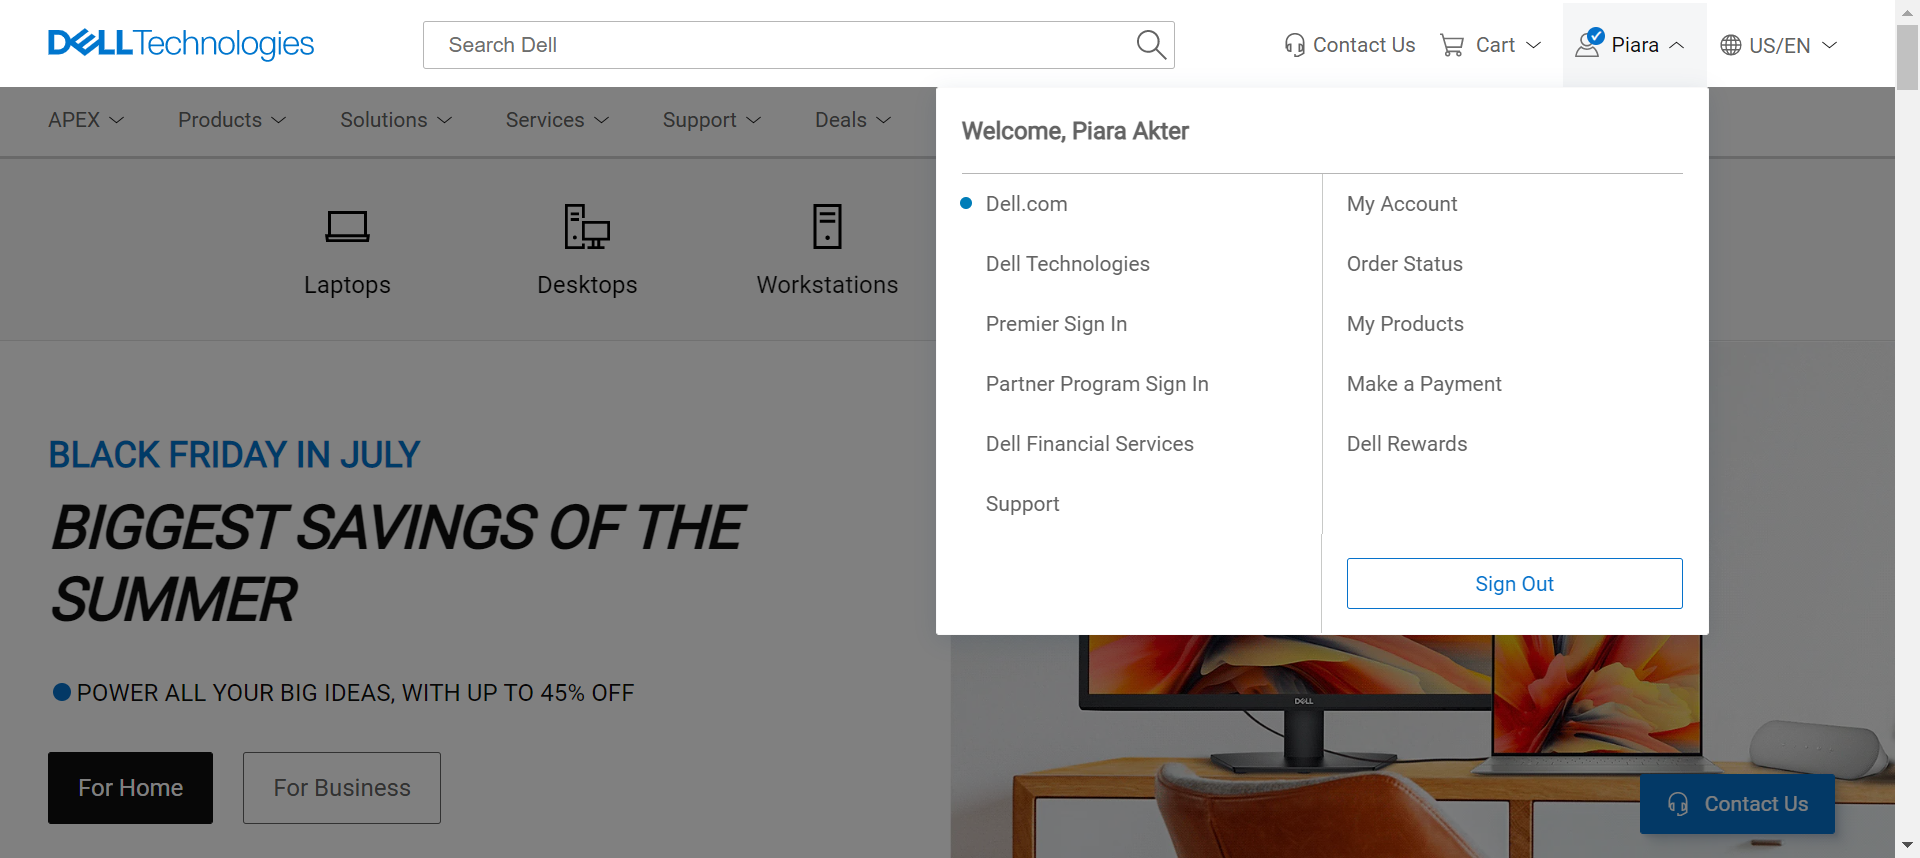 DELL Technologies
Search Dell
Contact Us
Cart
Piara
US/EN
APEX
Products
Solutions
Services
Support
Deals
Welcome, Piara Akter
Dell.com
Dell Technologies
Premier Sign In
Partner Program Sign In
Dell Financial Services
Support
My Account
Order Status
My Products
Make a Payment
Dell Rewards
Sign Out
Laptops
Desktops
Workstations
BLACK FRIDAY IN JULY
BIGGEST SAVINGS OF THE
SUMMER
POWER ALL YOUR BIG IDEAS, WITH UP TO 45% OFF
For Home
For Business
DELL
Contact Us